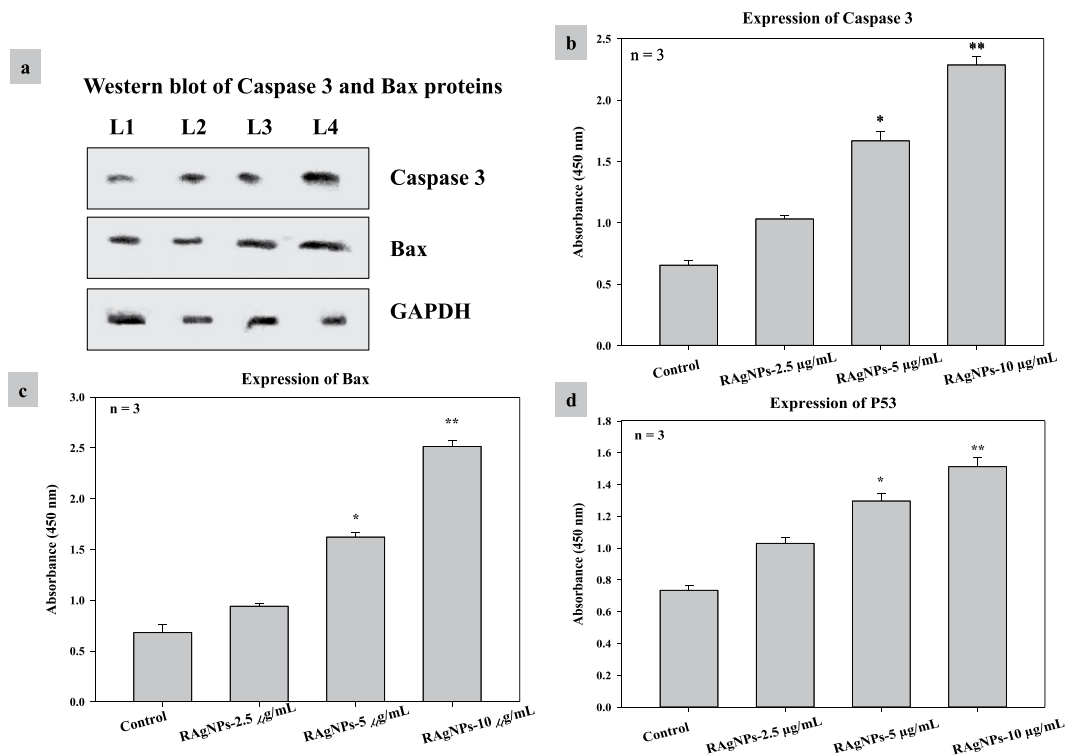 a
Western blot of Caspase 3 and Bax proteins
L1 L2 L3 L4
Caspase 3
Bax
GAPDH
b
Expression of Caspase 3
n = 3
**
*
Absorbance (450 nm)
2.5
2.0
1.5
1.0
0.5
0.0
Control RAgNPs-2.5 µg/mL RAgNPs-5 µg/mL RAgNPs-10 µg/mL
c
Expression of Bax
n = 3
**
*
Absorbance (450 nm)
3.0
2.5
2.0
1.5
1.0
0.5
0.0
Control RAgNPs-2.5 µg/mL RAgNPs-5 µg/mL RAgNPs-10 µg/mL
d
Expression of P53
n = 3
**
*
Absorbance (450 nm)
1.8
1.6
1.4
1.2
1.0
0.8
0.6
0.4
0.2
0.0
Control RAgNPs-2.5 µg/mL RAgNPs-5 µg/mL RAgNPs-10 µg/mL